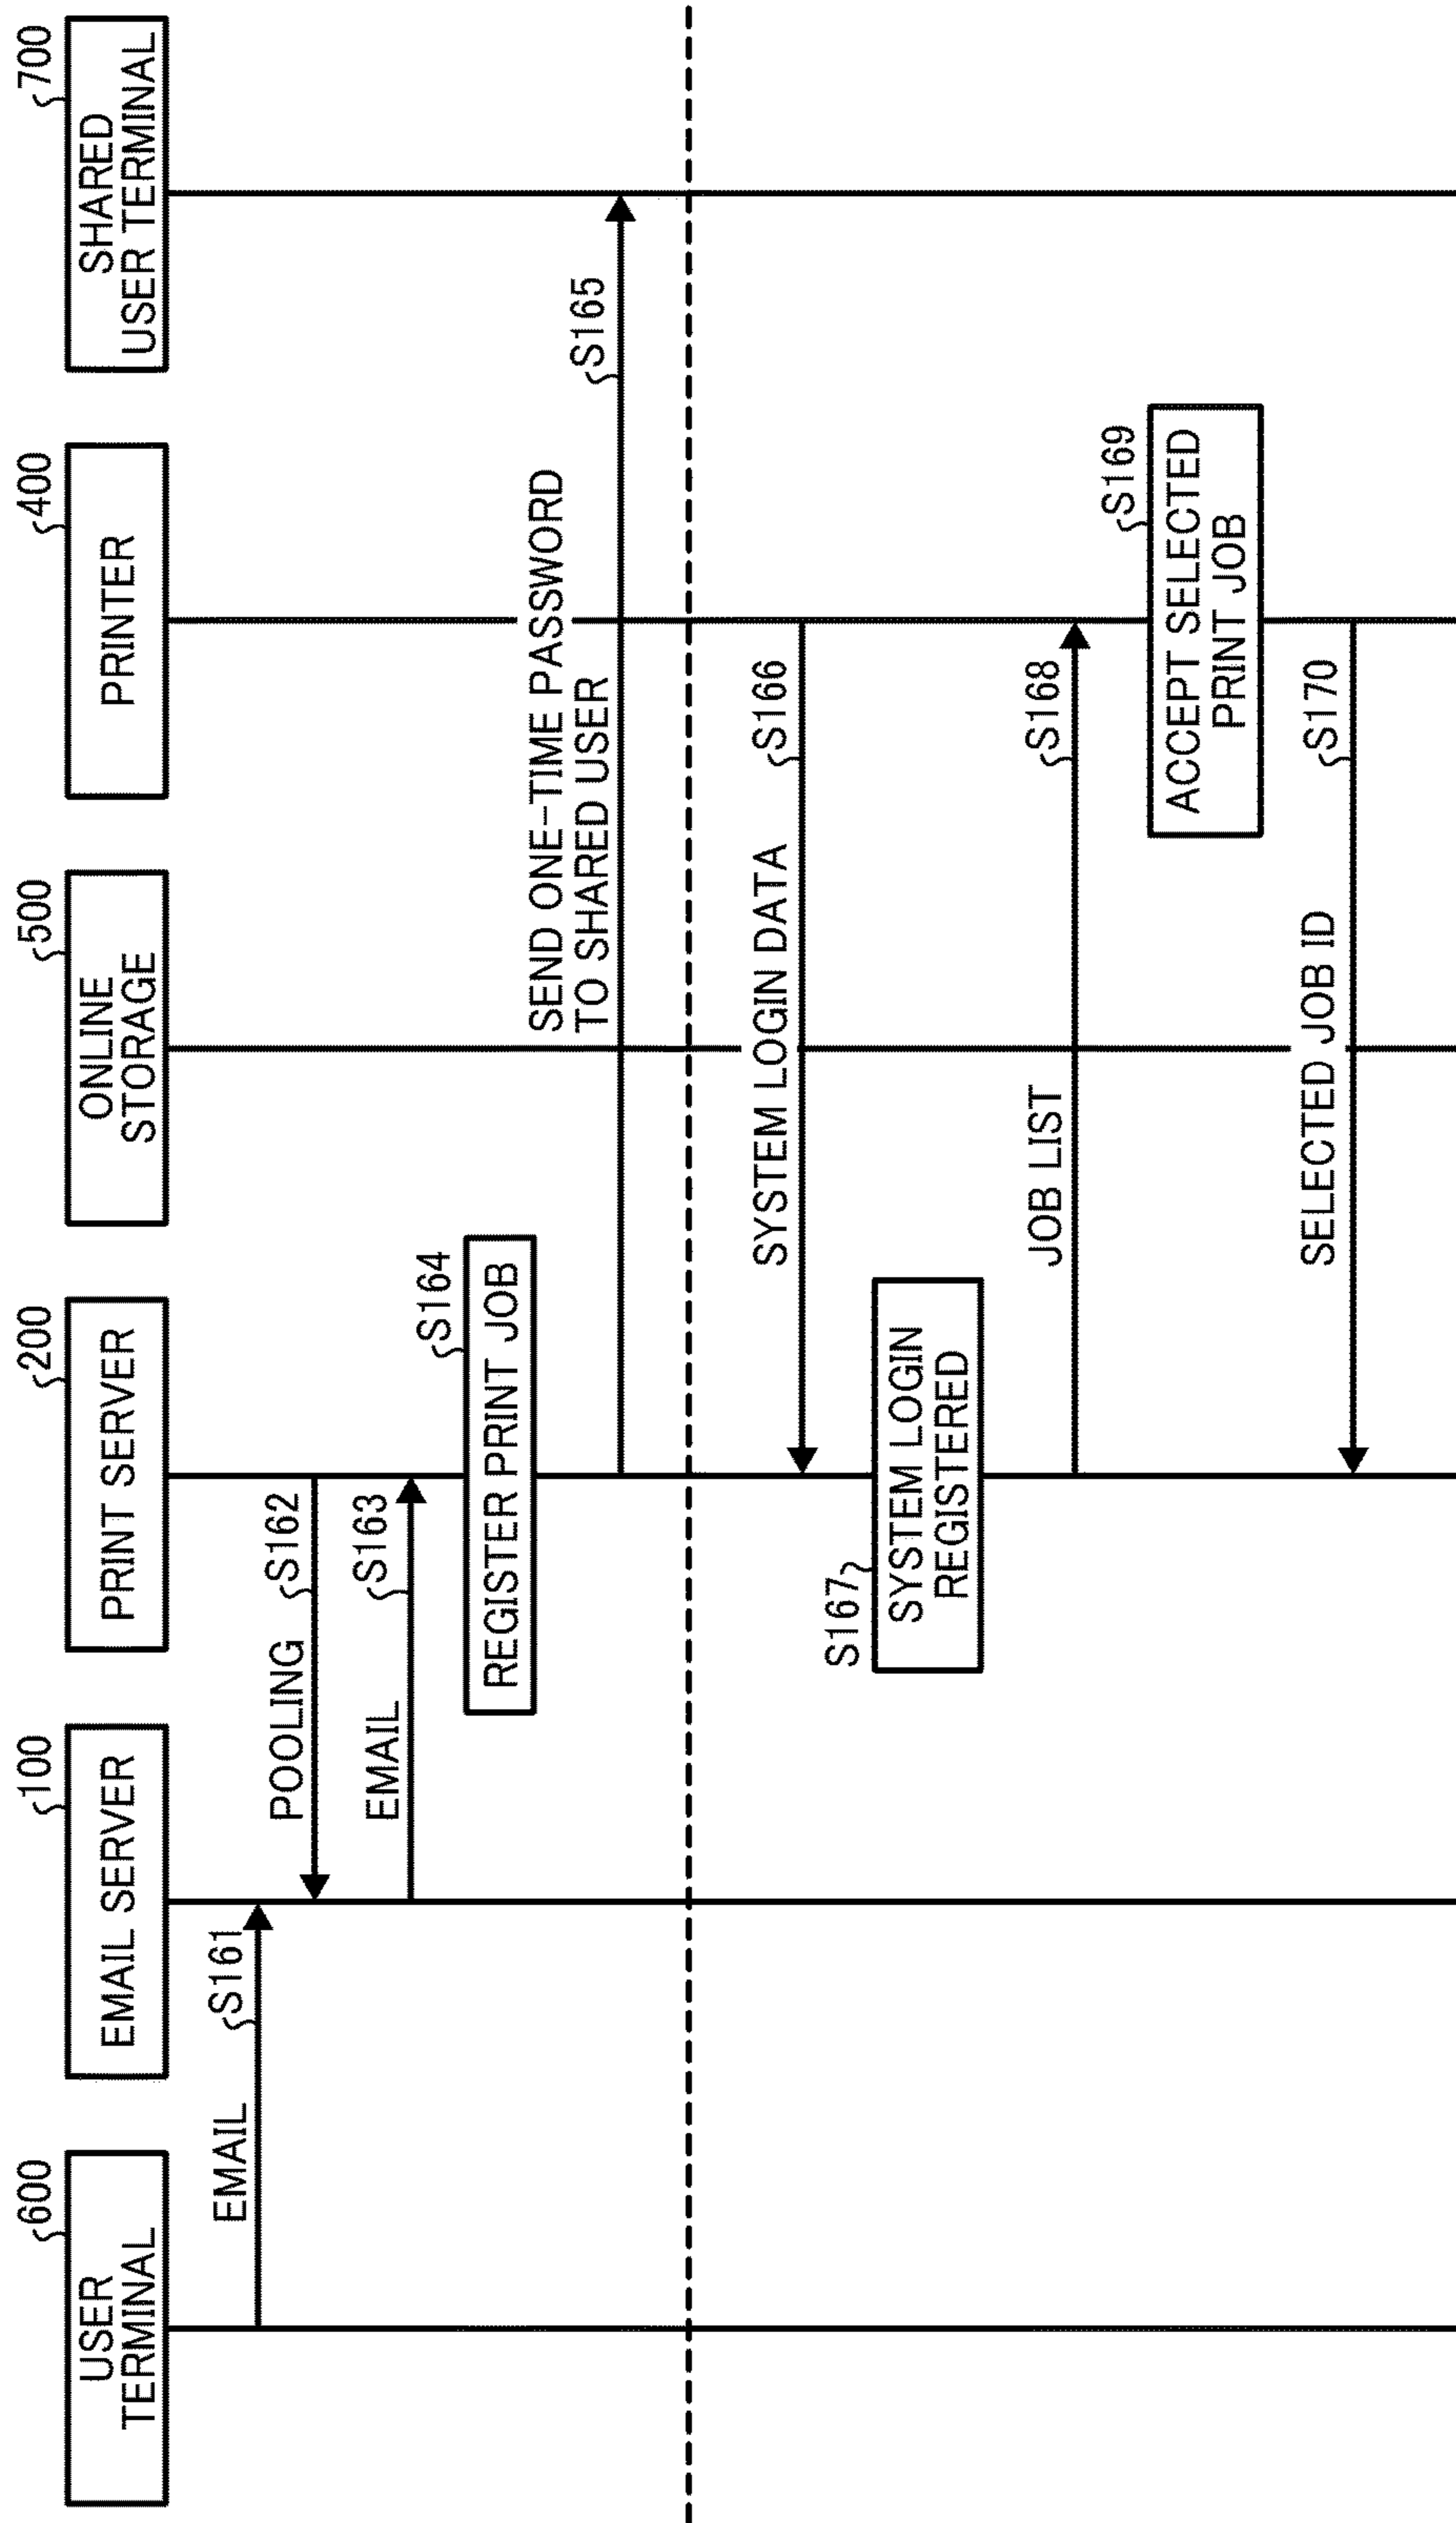 600
USER
TERMINAL
100
EMAIL SERVER
200
PRINT SERVER
500
ONLINE
STORAGE
400
PRINTER
700
SHARED
USER TERMINAL
EMAIL
S161
POOLING
S162
EMAIL
S163
S164
REGISTER PRINT JOB
SEND ONE-TIME PASSWORD
TO SHARED USER
S165
SYSTEM LOGIN DATA
S166
S167
SYSTEM LOGIN
REGISTERED
JOB LIST
S168
S169
ACCEPT SELECTED
PRINT JOB
SELECTED JOB ID
S170